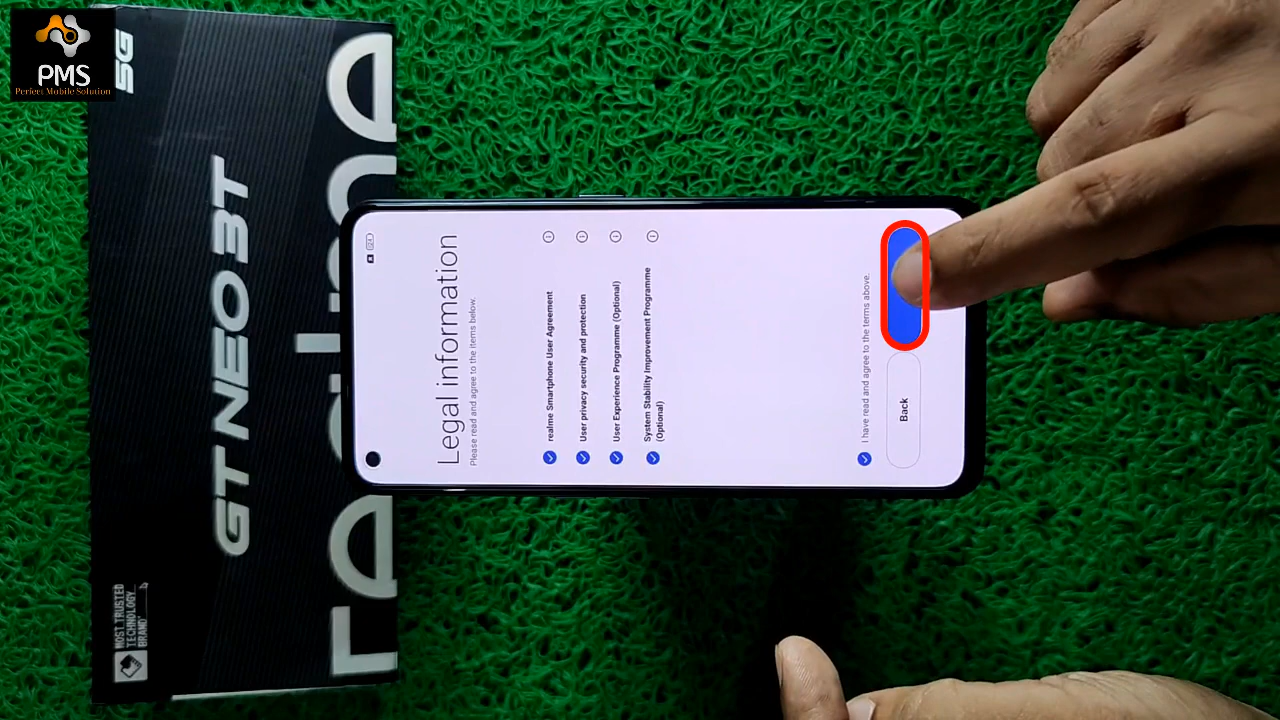 PMS
Perfect Mobile Solution
5G
GT NEO 3T
realme
MOST TRUSTED
TECHNOLOGY
BRAND
Legal information
Please read and agree to the items below.
realme Smartphone User Agreement
User privacy security and protection
User Experience Programme (Optional)
System Stability Improvement Programme
(Optional)
I have read and agree to the terms above.
Back